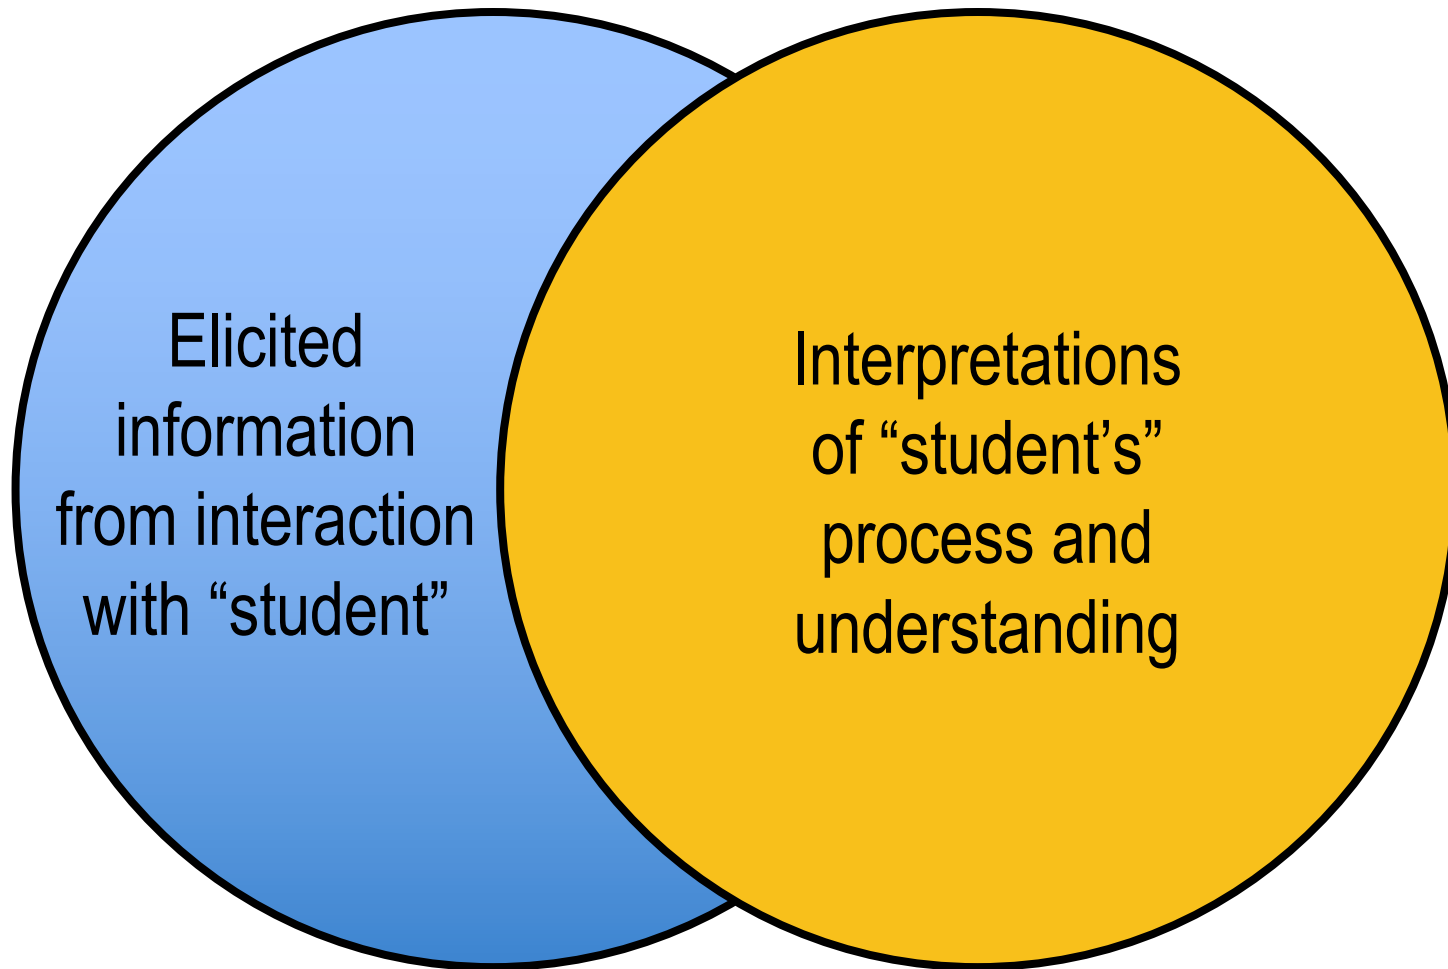 Elicited
information
from interaction
with “student”
Interpretations
of “student’s”
process and
understanding